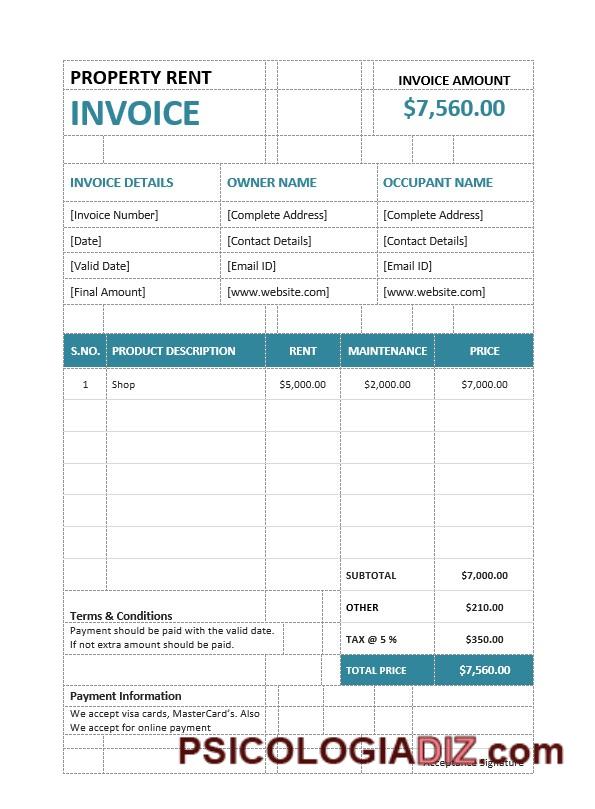 PROPERTY RENT
INVOICE AMOUNT
INVOICE
$7,560.00
INVOICE DETAILS OWNER NAME OCCUPANT NAME
[Invoice Number] [Complete Address] [Complete Address]
[Date] [Contact Details] [Contact Details]
[Valid Date] [Email ID] [Email ID]
[Final Amount] [www.website.com] [www.website.com]
S.NO. PRODUCT DESCRIPTION RENT MAINTENANCE PRICE
1 Shop $5,000.00 $2,000.00 $7,000.00
SUBTOTAL $7,000.00
OTHER $210.00
Terms & Conditions
Payment should be paid with the valid date.
If not extra amount should be paid.
TAX @ 5 % $350.00
TOTAL PRICE $7,560.00
Payment Information
We accept visa cards, MasterCard's. Also
We accept for online payment
PSICOLOGIADIZ.com
Acceptance Signature